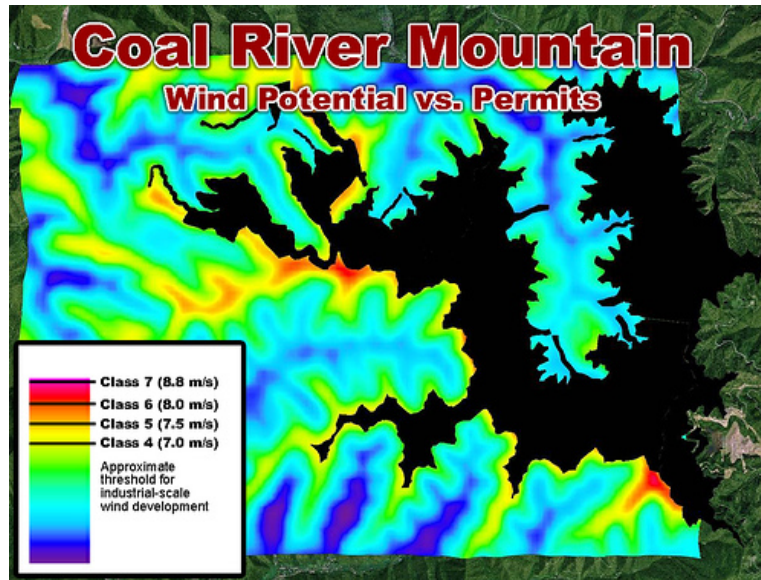 Coal River Mountain
Wind Potential vs. Permits
Class 7 (8.8 m/s)
Class 6 (8.0 m/s)
Class 5 (7.5 m/s)
Class 4 (7.0 m/s)
Approximate
threshold for
industrial-scale
wind development